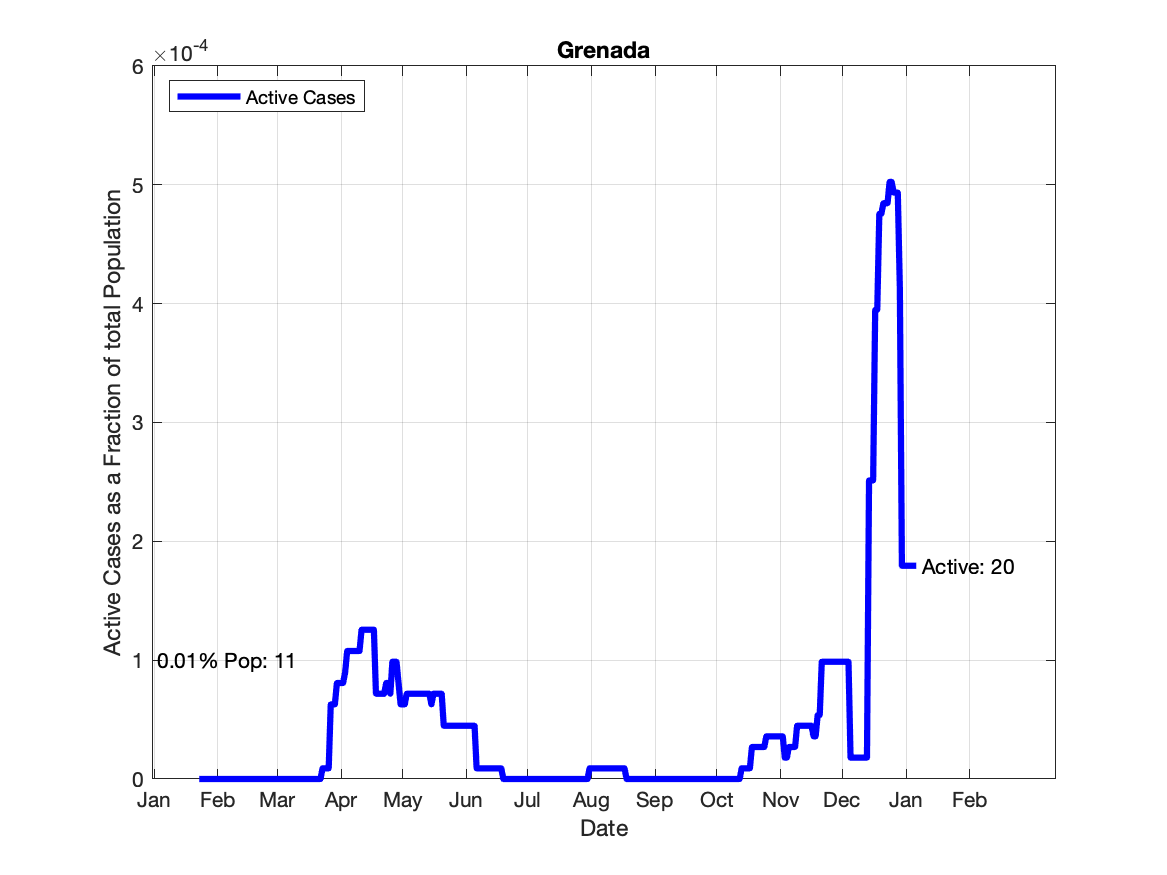 Grenada
×10-4
Active Cases
6
5
4
3
2
1
0
Active Cases as a Fraction of total Population
0.01% Pop: 11
Active: 20
Jan Feb Mar Apr May Jun Jul Aug Sep Oct Nov Dec Jan Feb
Date